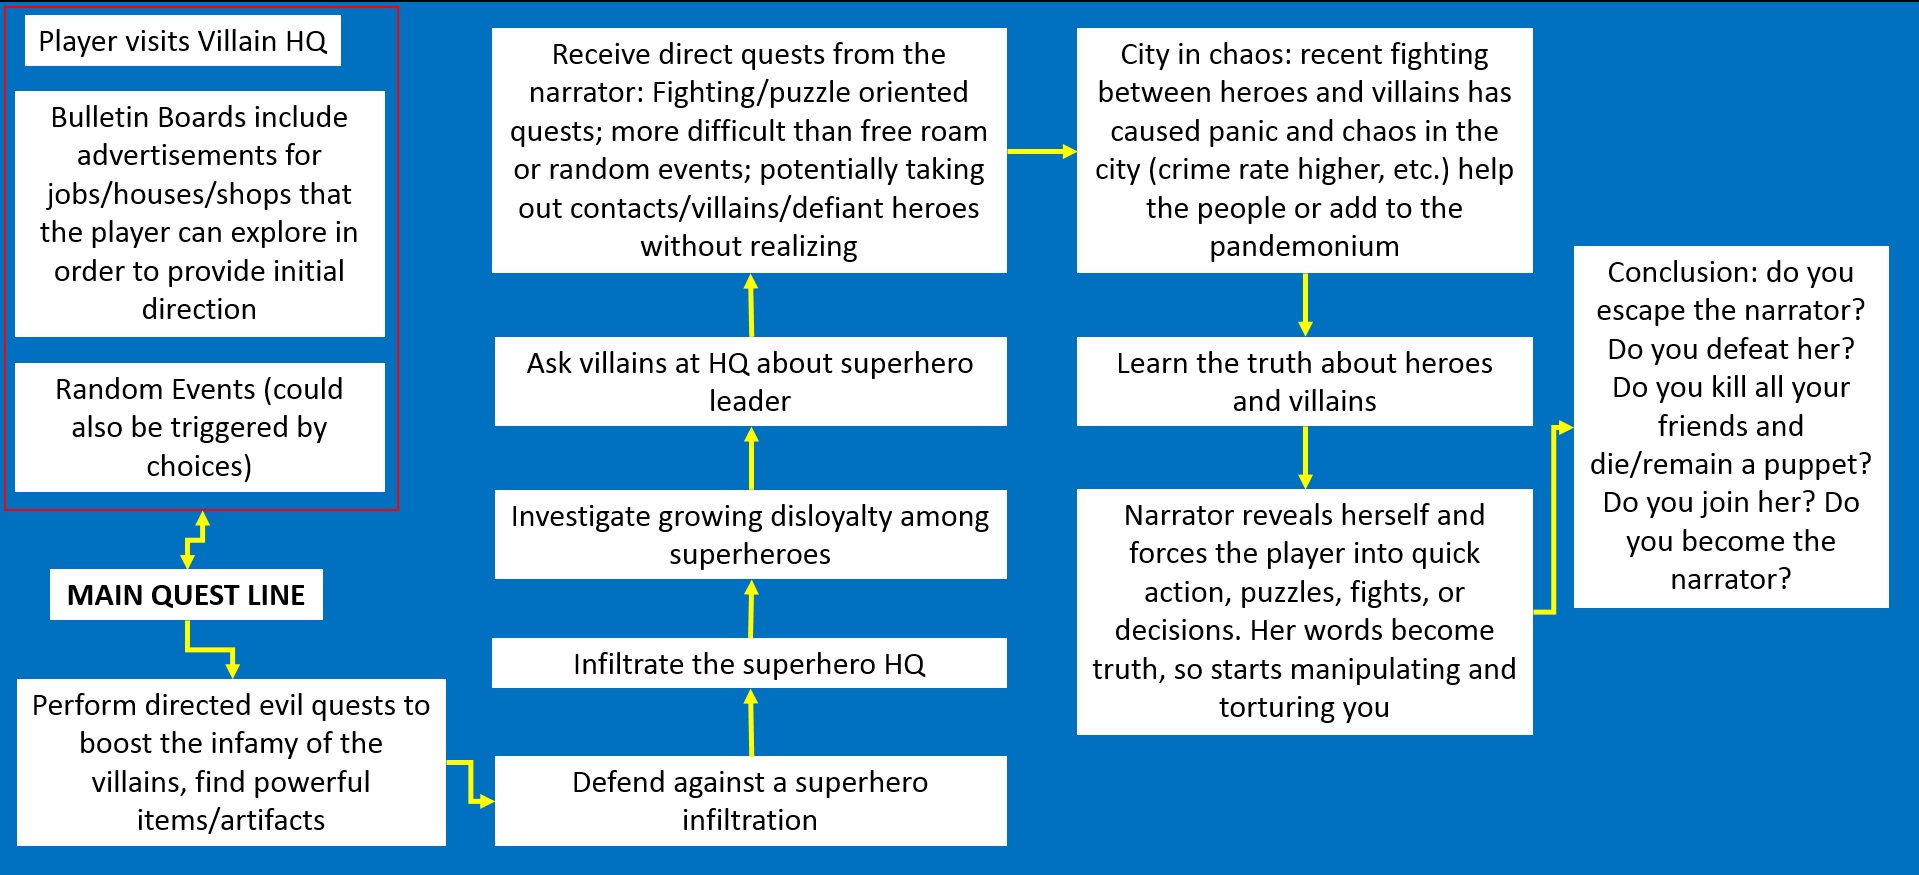 Player visits Villain HQ
Bulletin Boards include
advertisements for
jobs/houses/shops that
the player can explore in
order to provide initial
direction
Random Events (could
also be triggered by
choices)
MAIN QUEST LINE
Perform directed evil quests to
boost the infamy of the
villains, find powerful
items/artifacts
Defend against a superhero
infiltration
Infiltrate the superhero HQ
Investigate growing disloyalty among
superheroes
Ask villains at HQ about superhero
leader
Receive direct quests from the
narrator: Fighting/puzzle oriented
quests; more difficult than free roam
or random events; potentially taking
out contacts/villains/defiant heroes
without realizing
City in chaos: recent fighting
between heroes and villains has
caused panic and chaos in the
city (crime rate higher, etc.) help
the people or add to the
pandemonium
Learn the truth about heroes
and villains
Narrator reveals herself and
forces the player into quick
action, puzzles, fights, or
decisions. Her words become
truth, so starts manipulating and
torturing you
Conclusion: do you
escape the narrator?
Do you defeat her?
Do you kill all your
friends and
die/remain a puppet?
Do you join her? Do
you become the
narrator?